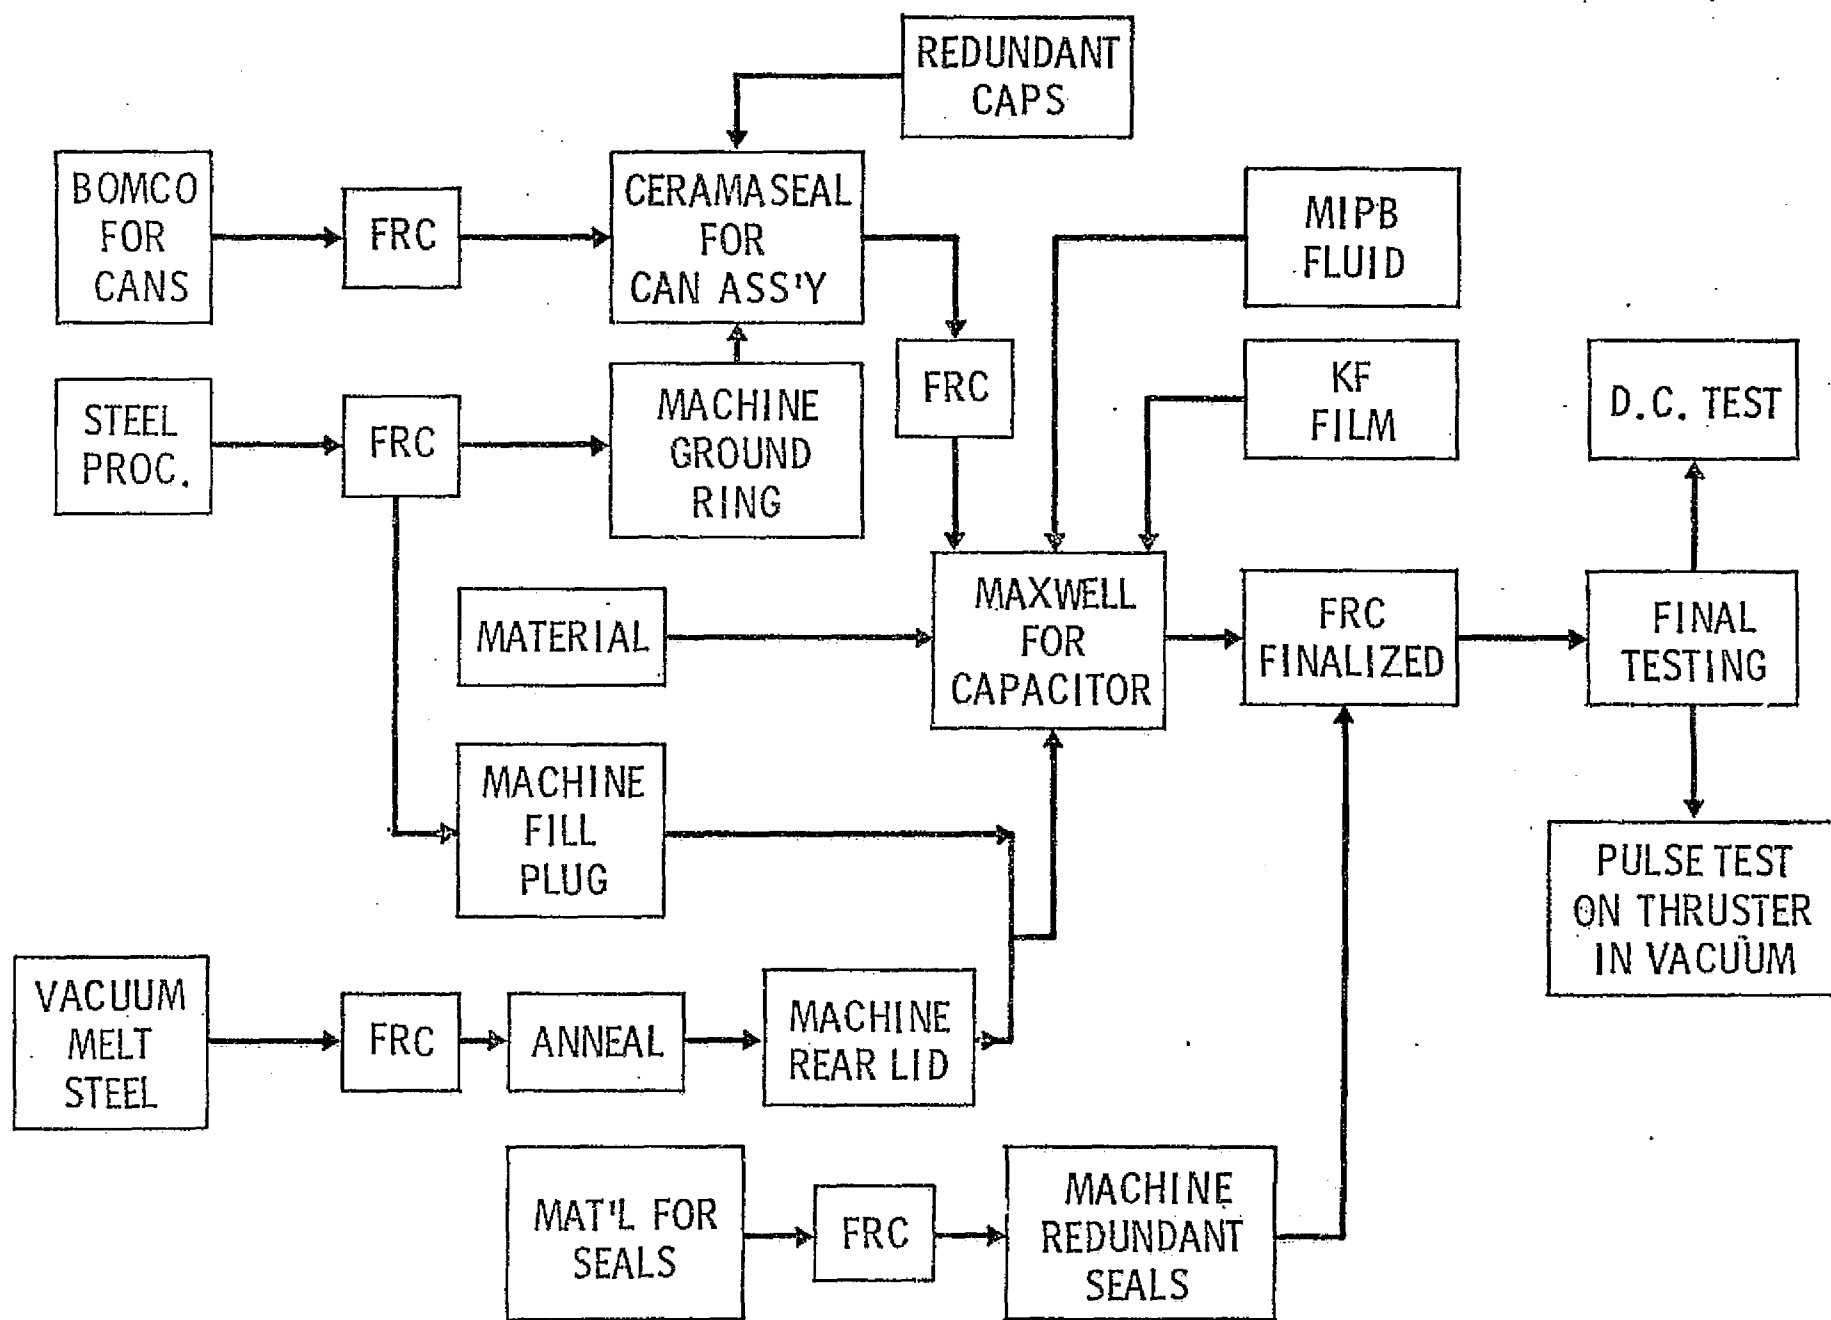 REDUNDANT
CAPS
BOMCO
FOR
CANS
FRC
CERAMASEAL
FOR
CAN ASS'Y
MIPB
FLUID
STEEL
PROC.
FRC
MACHINE
GROUND
RING
FRC
KF
FILM
D.C. TEST
MATERIAL
MAXWELL
FOR
CAPACITOR
FRC
FINALIZED
FINAL
TESTING
MACHINE
FILL
PLUG
PULSE TEST
ON THRUSTER
IN VACUUM
VACUUM
MELT
STEEL
FRC
ANNEAL
MACHINE
REAR LID
MAT'L FOR
SEALS
FRC
MACHINE
REDUNDANT
SEALS